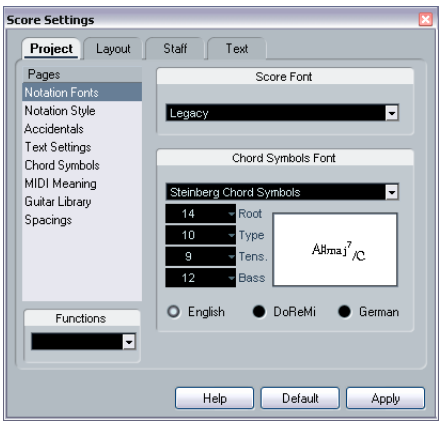 Score Settings
Project Layout Staff Text
Pages
Notation Fonts
Notation Style
Accidentals
Text Settings
Chord Symbols
MIDI Meaning
Guitar Library
Spacings
Functions
Score Font
Legacy
Chord Symbols Font
Steinberg Chord Symbols
14 Root
10 Type
9 Tens.
12 Bass
A#maj7/C
English DoReMi German
Help Default Apply